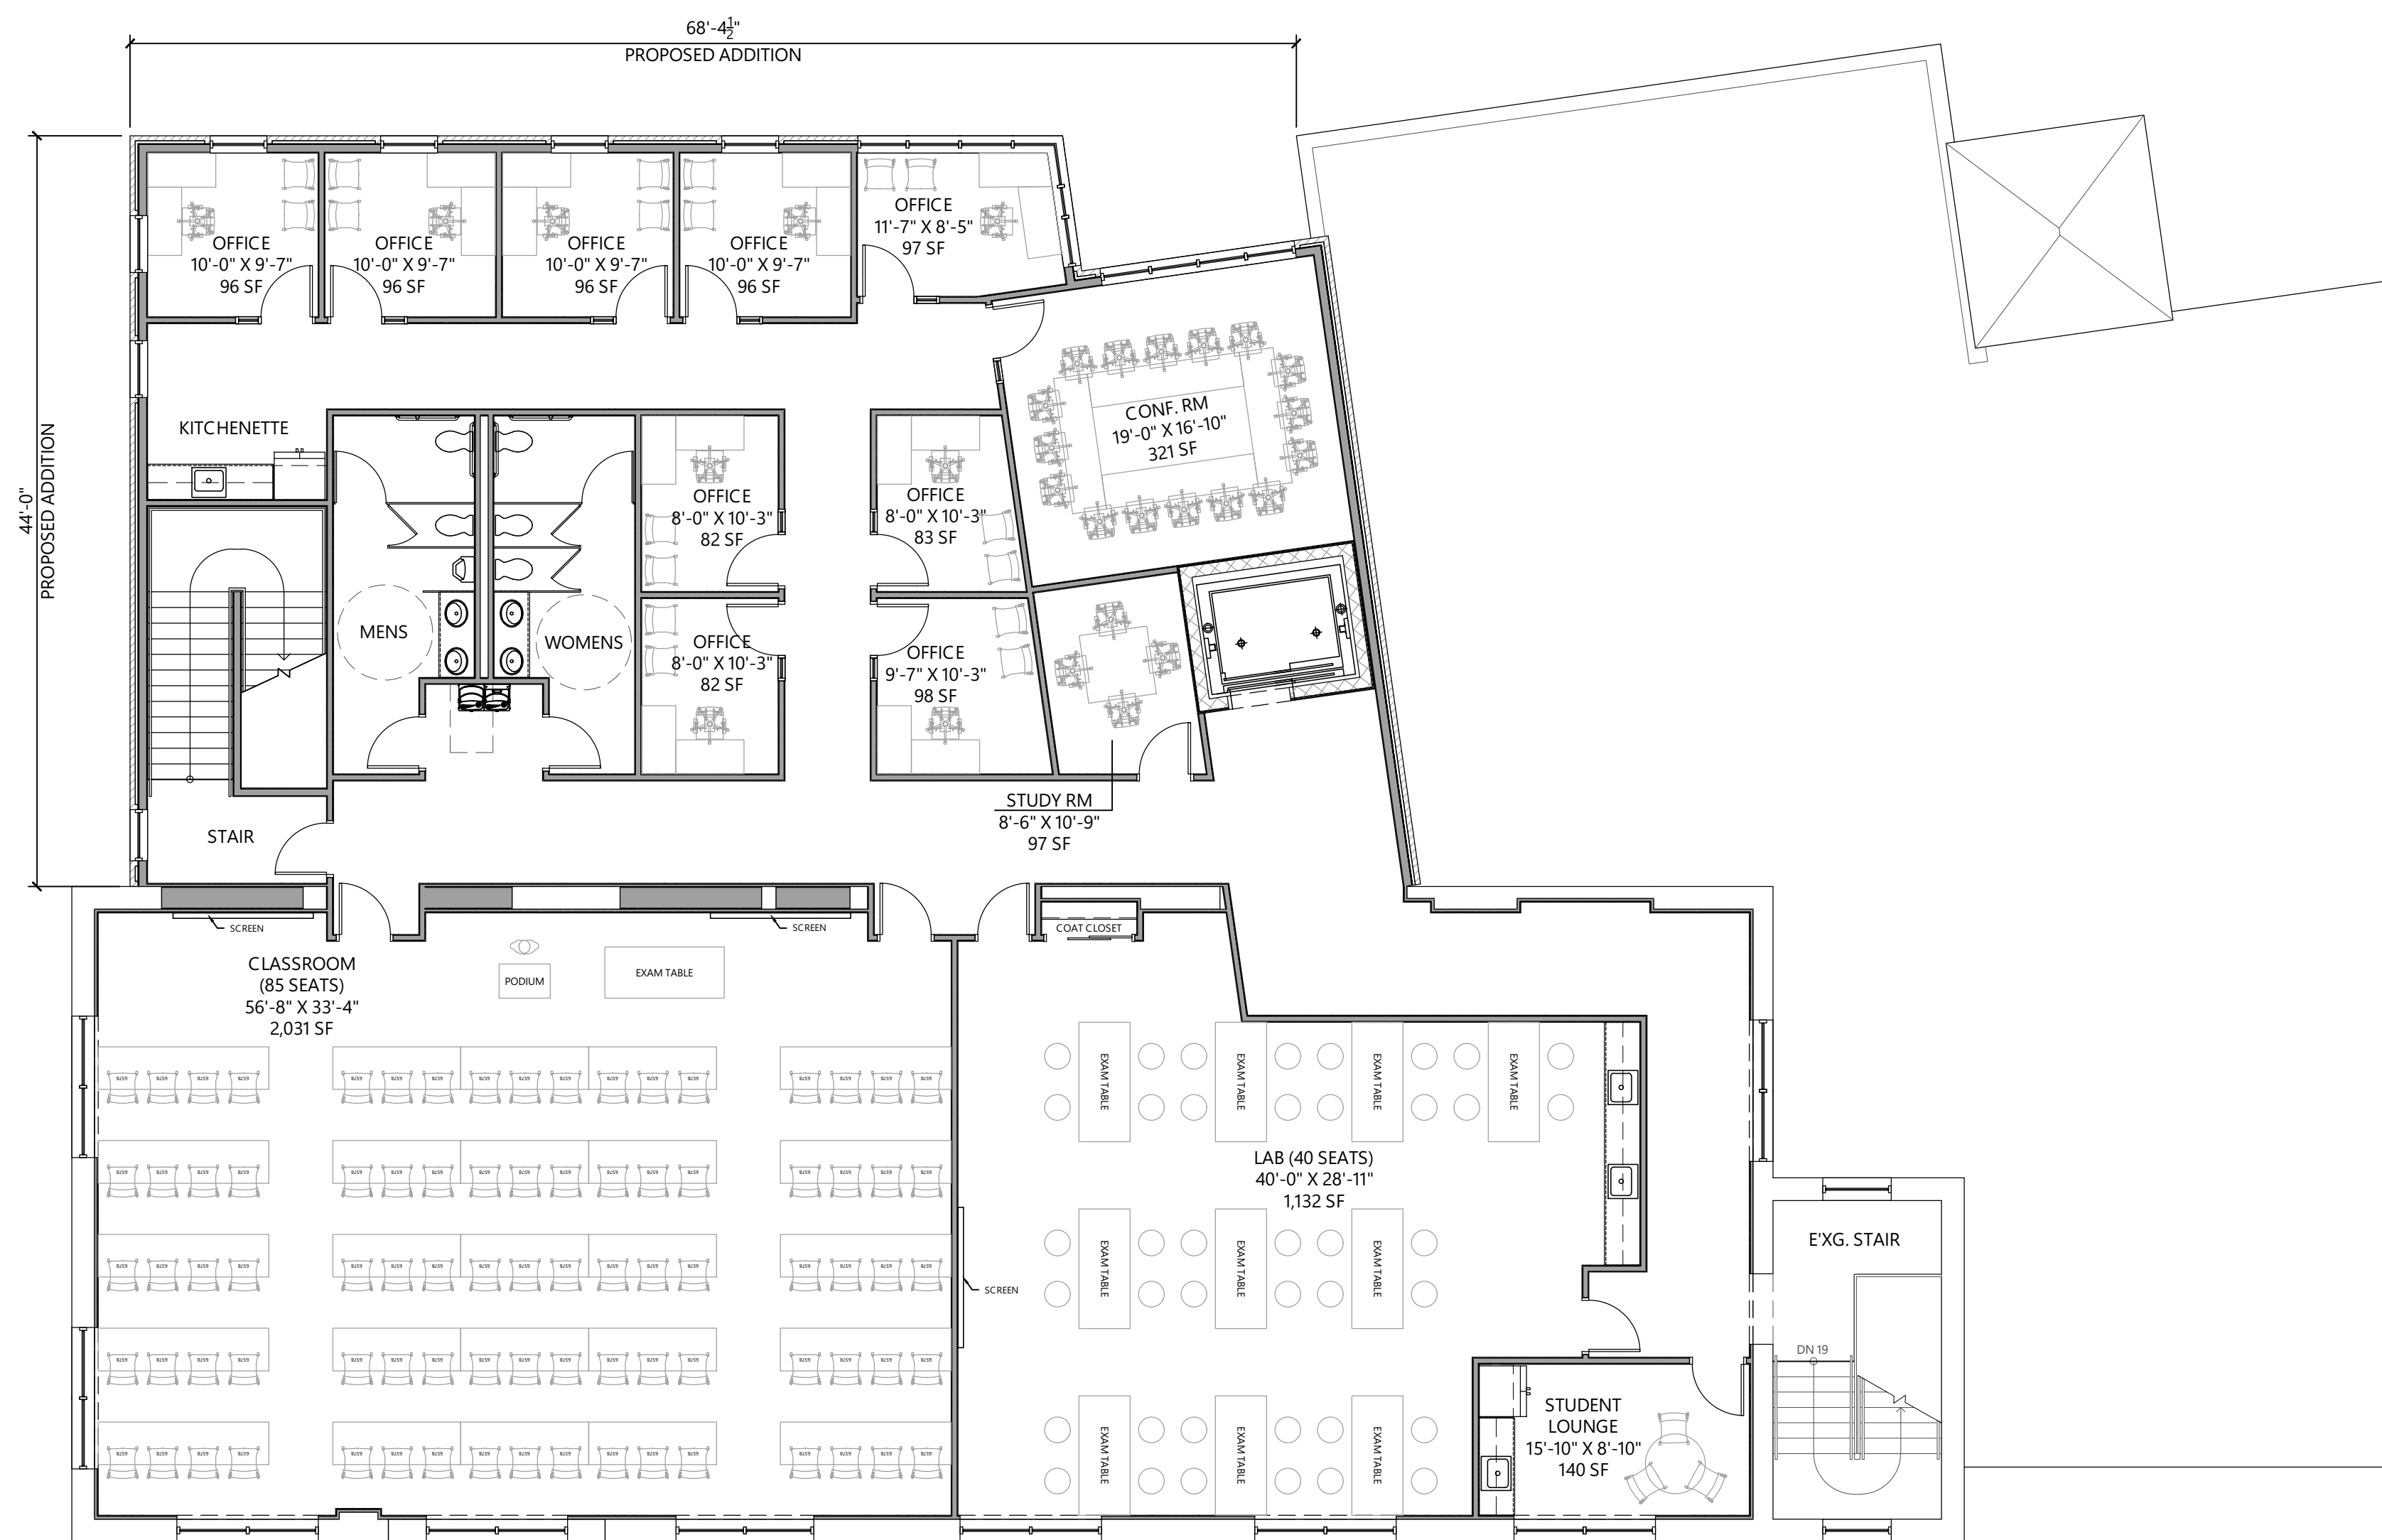 68'-4 1/2"
PROPOSED ADDITION
44'-0"
PROPOSED ADDITION
OFFICE
10'-0" X 9'-7"
96 SF
OFFICE
10'-0" X 9'-7"
96 SF
OFFICE
10'-0" X 9'-7"
96 SF
OFFICE
10'-0" X 9'-7"
96 SF
OFFICE
11'-7" X 8'-5"
97 SF
KITCHENETTE
CONF. RM
19'-0" X 16'-10"
321 SF
OFFICE
8'-0" X 10'-3"
82 SF
OFFICE
8'-0" X 10'-3"
83 SF
MENS
WOMENS
OFFICE
8'-0" X 10'-3"
82 SF
OFFICE
9'-7" X 10'-3"
98 SF
STUDY RM
8'-6" X 10'-9"
97 SF
STAIR
SCREEN
SCREEN
COAT CLOSET
CLASSROOM
(85 SEATS)
56'-8" X 33'-4"
2,031 SF
PODIUM
EXAM TABLE
EXAM TABLE
EXAM TABLE
EXAM TABLE
EXAM TABLE
LAB (40 SEATS)
40'-0" X 28'-11"
1,132 SF
EXAM TABLE
EXAM TABLE
EXAM TABLE
SCREEN
E'XG. STAIR
DN 19
EXAM TABLE
EXAM TABLE
EXAM TABLE
STUDENT
LOUNGE
15'-10" X 8'-10"
140 SF